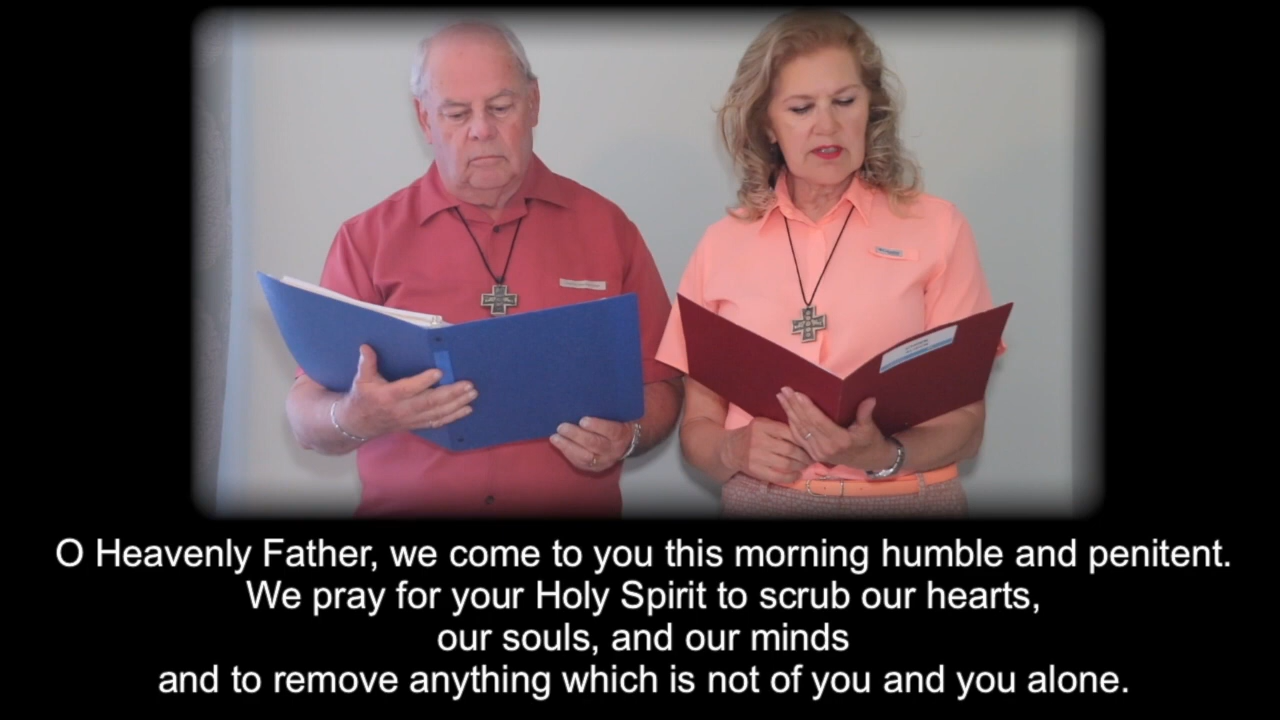 O Heavenly Father, we come to you this morning humble and penitent.
We pray for your Holy Spirit to scrub our hearts,
our souls, and our minds
and to remove anything which is not of you and you alone.